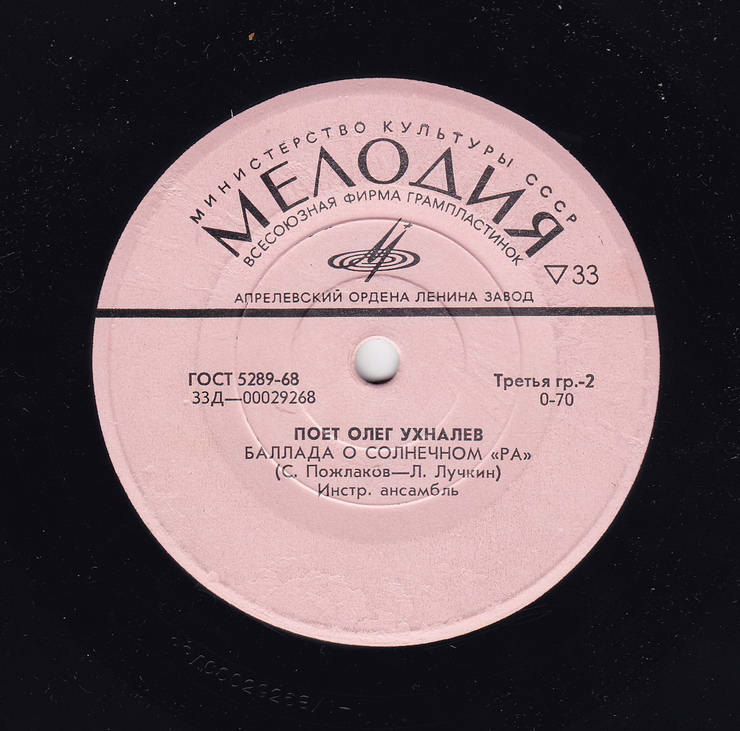 МИНИСТЕРСТВО КУЛЬТУРЫ СССР
МЕЛОДИЯ
ВСЕСОЮЗНАЯ ФИРМА ГРАМПЛАСТИНОК
▽33
АПРЕЛЕВСКИЙ ОРДЕНА ЛЕНИНА ЗАВОД
ГОСТ 5289-68
33Д—00029268
Третья гр.-2
0-70
ПОЕТ ОЛЕГ УХНАЛЕВ
БАЛЛАДА О СОЛНЕЧНОМ «РА»
(С. Пожлаков—Л. Лучкин)
Инстр. ансамбль